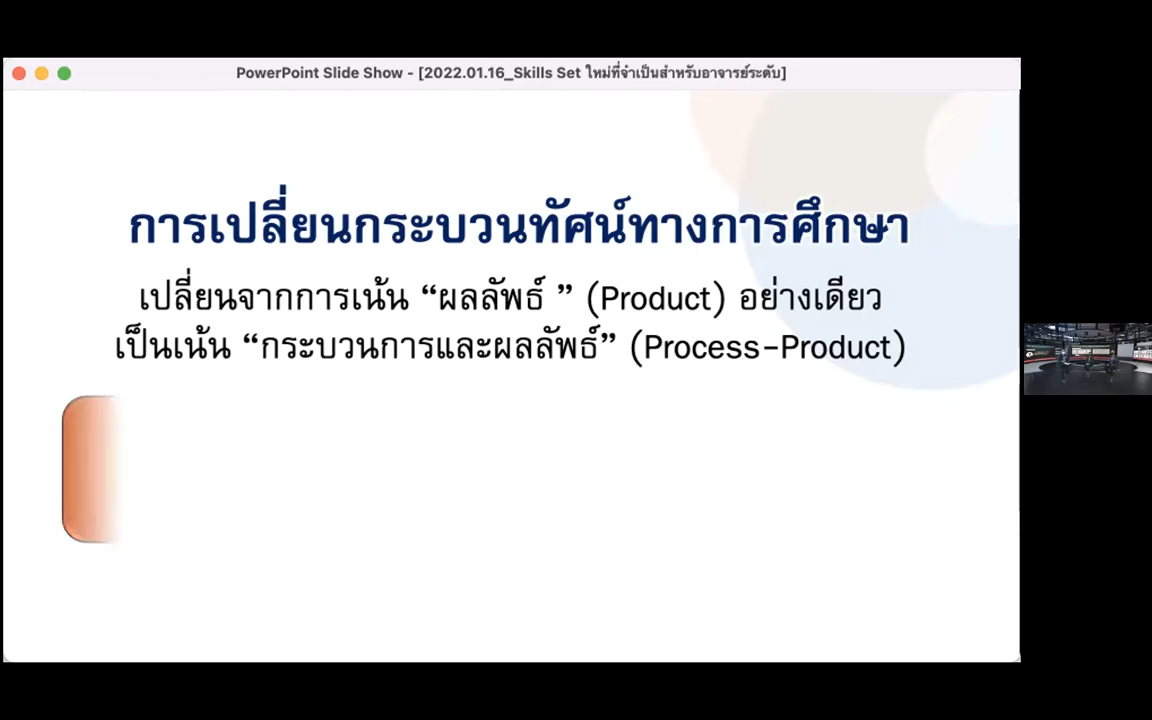 PowerPoint Slide Show - [2022.01.16_Skills Set ใหม่ที่จำเป็นสำหรับอาจารย์ระดับ]
การเปลี่ยนกระบวนทัศน์ทางการศึกษา
เปลี่ยนจากการเน้น “ผลลัพธ์ ” (Product) อย่างเดียว
เป็นเน้น “กระบวนการและผลลัพธ์” (Process-Product)